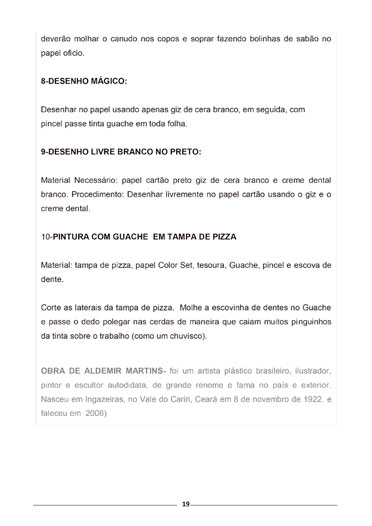 deverão molhar o canudo nos copos e soprar fazendo bolinhas de sabão no
papel oficio.
8-DESENHO MÁGICO:
Desenhar no papel usando apenas giz de cera branco, em seguida, com
pincel passe tinta guache em toda folha.
9-DESENHO LIVRE BRANCO NO PRETO:
Material Necessário: papel cartão preto giz de cera branco e creme dental
branco. Procedimento: Desenhar livremente no papel cartão usando o giz e o
creme dental.
10-PINTURA COM GUACHE EM TAMPA DE PIZZA
Material: tampa de pizza, papel Color Set, tesoura, Guache, pincel e escova de
dente.
Corte as laterais da tampa de pizza. Molhe a escovinha de dentes no Guache
e passe o dedo polegar nas cerdas de maneira que caiam muitos pinguinhos
da tinta sobre o trabalho (como um chuvisco).
OBRA DE ALDEMIR MARTINS- foi um artista plástico brasileiro, ilustrador,
pintor e escultor autodidata, de grande renome e fama no país e exterior.
Nasceu em Ingazeiras, no Vale do Cariri, Ceará em 8 de novembro de 1922. e
faleceu em 2006)
19